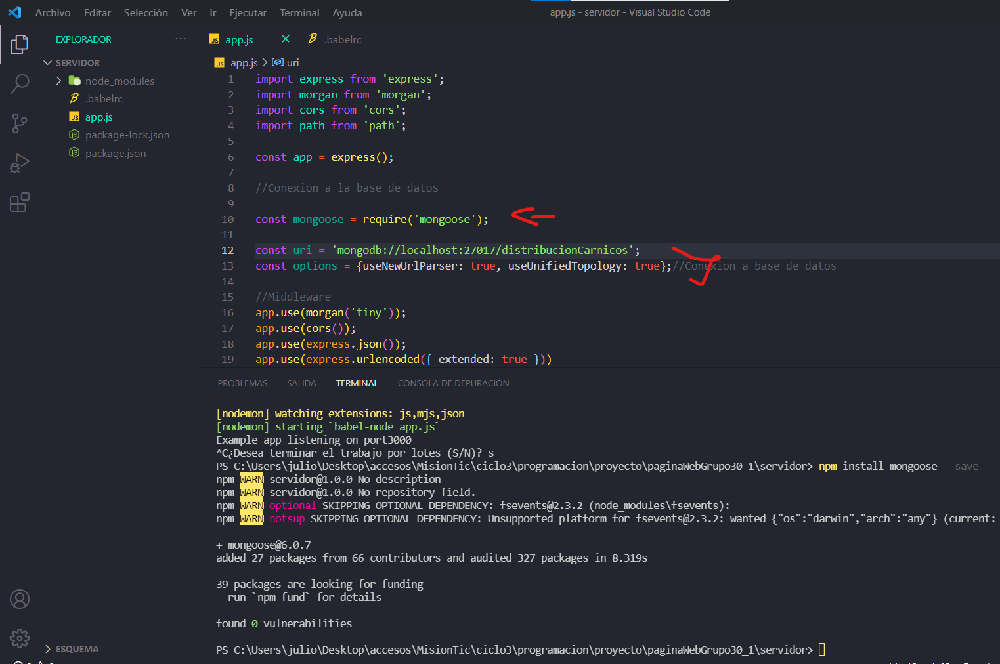 Archivo Editar Selección Ver Ir Ejecutar Terminal Ayuda
app.js - servidor - Visual Studio Code
EXPLORADOR ···
SERVIDOR
node_modules
.babelrc
app.js
package-lock.json
package.json
ESQUEMA
app.js
.babelrc
app.js > uri
1 import express from 'express';
2 import morgan from 'morgan';
3 import cors from 'cors';
4 import path from 'path';
5
6 const app = express();
7
8 //Conexion a la base de datos
9
10 const mongoose = require('mongoose');
11
12 const uri = 'mongodb://localhost:27017/distribucionCarnicos';
13 const options = {useNewUrlParser: true, useUnifiedTopology: true};//Conexion a base de datos
14
15 //Middleware
16 app.use(morgan('tiny'));
17 app.use(cors());
18 app.use(express.json());
19 app.use(express.urlencoded({ extended: true }))
PROBLEMAS SALIDA TERMINAL CONSOLA DE DEPURACIÓN
[nodemon] watching extensions: js,mjs,json
[nodemon] starting `babel-node app.js`
Example app listening on port3000
^C¿Desea terminar el trabajo por lotes (S/N)? s
PS C:\Users\julio\Desktop\accesos\MisionTic\ciclo3\programacion\proyecto\paginaWebGrupo30_1\servidor> npm install mongoose --save
npm WARN servidor@1.0.0 No description
npm WARN servidor@1.0.0 No repository field.
npm WARN optional SKIPPING OPTIONAL DEPENDENCY: fsevents@2.3.2 (node_modules\fsevents):
npm WARN notsup SKIPPING OPTIONAL DEPENDENCY: Unsupported platform for fsevents@2.3.2: wanted {"os":"darwin","arch":"any"} (current:
+ mongoose@6.0.7
added 27 packages from 66 contributors and audited 327 packages in 8.319s
39 packages are looking for funding
run `npm fund` for details
found 0 vulnerabilities
PS C:\Users\julio\Desktop\accesos\MisionTic\ciclo3\programacion\proyecto\paginaWebGrupo30_1\servidor>